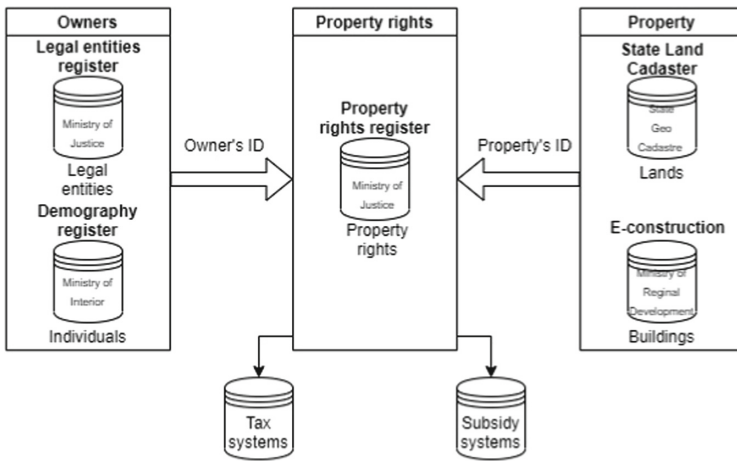 Owners
Legal entities
register
Ministry of
Justice
Legal
entities
Demography
register
Ministry of
Interior
Individuals
Owner's ID
Property rights
Property
rights register
Ministry of
Justice
Property
rights
Property's ID
Property
State Land
Cadaster
State
Geo
Cadastre
Lands
E-construction
Ministry of
Reginal
Development
Buildings
Tax
systems
Subsidy
systems